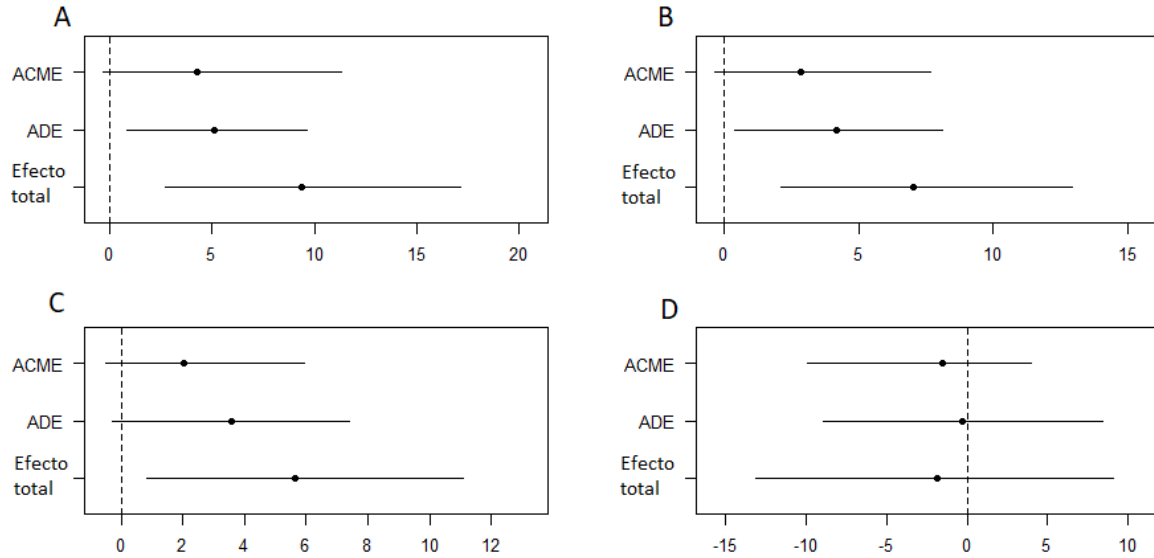 A
ACME
ADE
Efecto
total
0 5 10 15 20
B
ACME
ADE
Efecto
total
0 5 10 15
C
ACME
ADE
Efecto
total
0 2 4 6 8 10 12
D
ACME
ADE
Efecto
total
-15 -10 -5 0 5 10